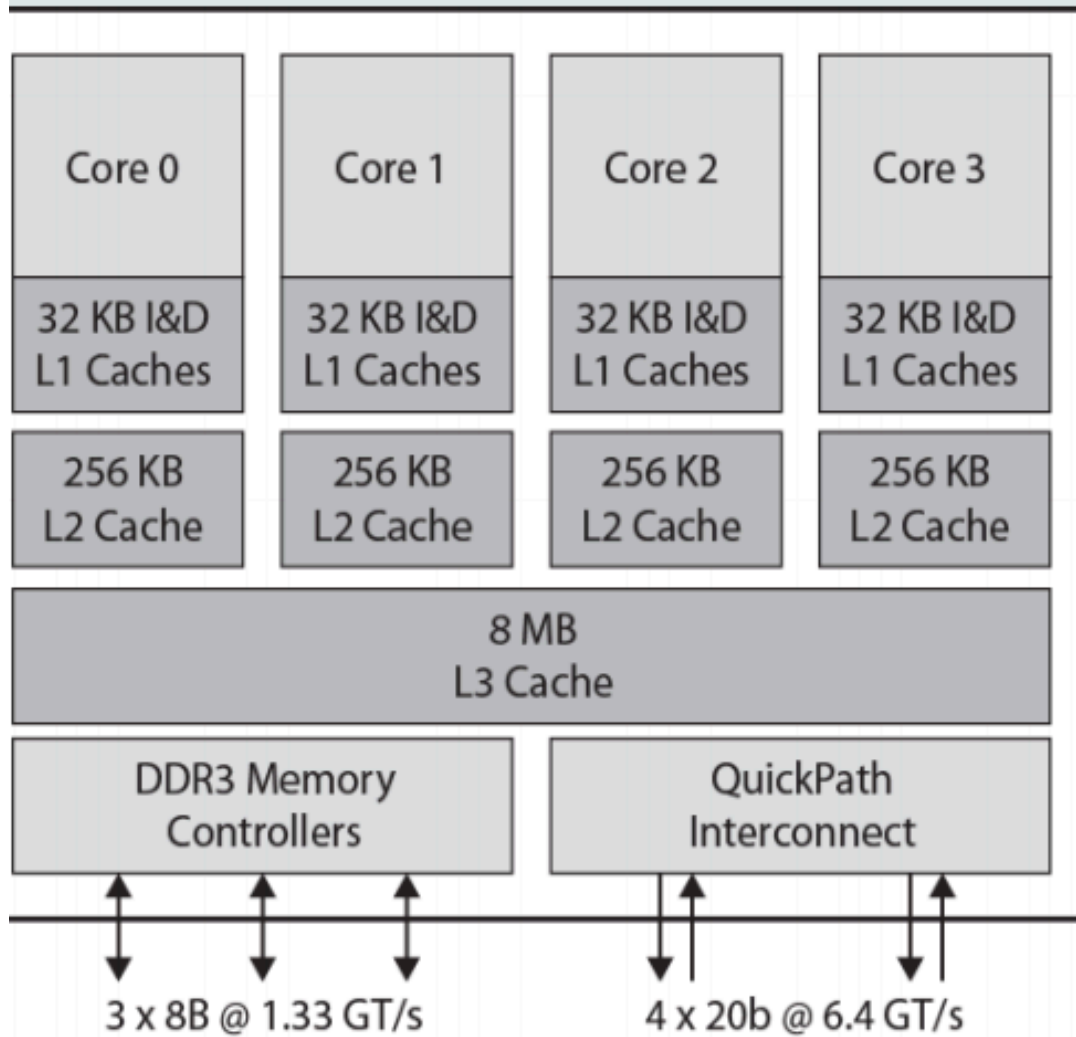 Core 0
Core 1
Core 2
Core 3
32 KB I&D
L1 Caches
32 KB I&D
L1 Caches
32 KB I&D
L1 Caches
32 KB I&D
L1 Caches
256 KB
L2 Cache
256 KB
L2 Cache
256 KB
L2 Cache
256 KB
L2 Cache
8 MB
L3 Cache
DDR3 Memory
Controllers
QuickPath
Interconnect
3 x 8B @ 1.33 GT/s
4 x 20b @ 6.4 GT/s